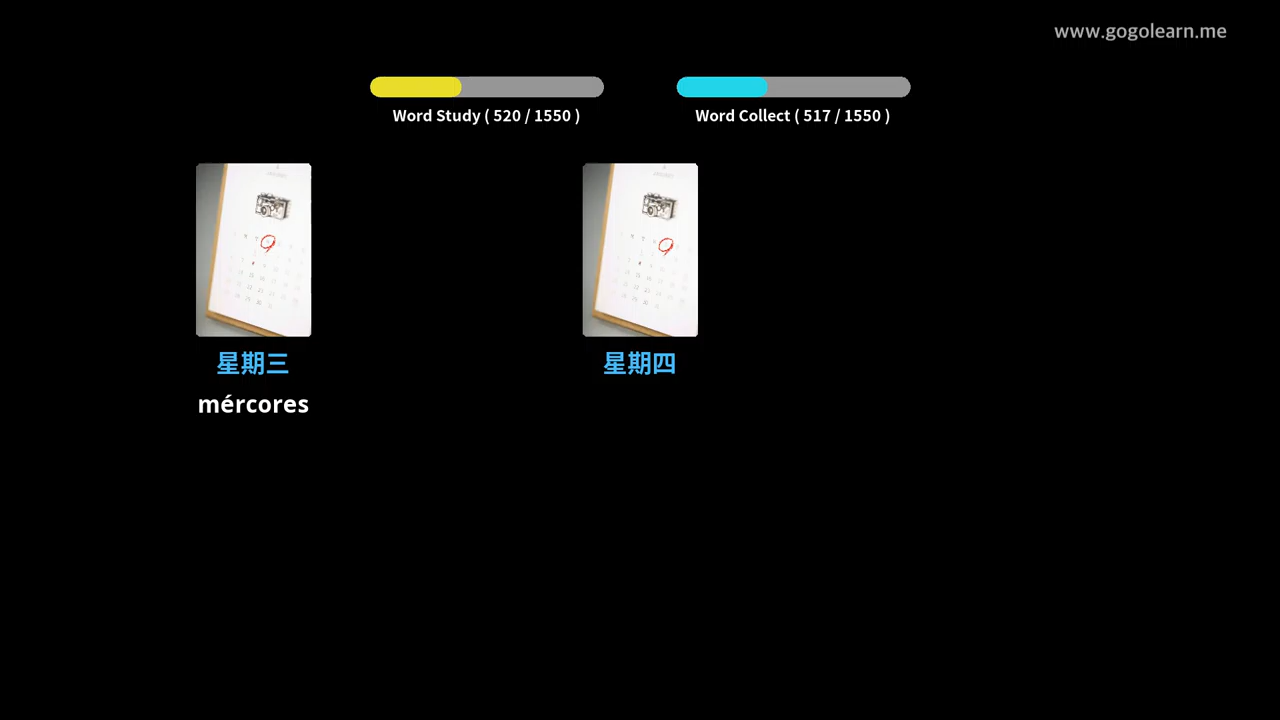 www.gogolearn.me
Word Study ( 520 / 1550 )
Word Collect ( 517 / 1550 )
星期三
星期四
mércores